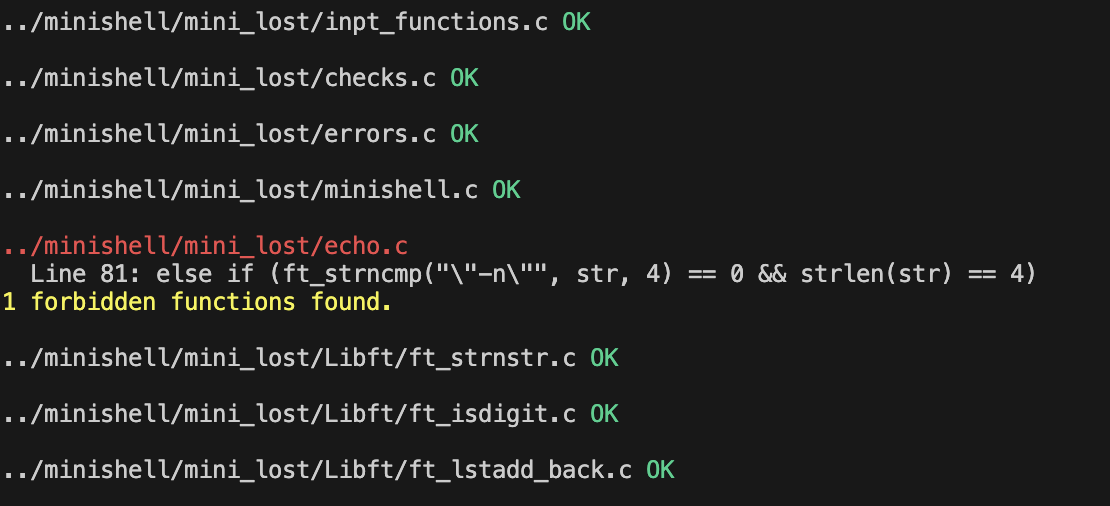 ../minishell/mini_lost/inpt_functions.c OK
../minishell/mini_lost/checks.c OK
../minishell/mini_lost/errors.c OK
../minishell/mini_lost/minishell.c OK
../minishell/mini_lost/echo.c
Line 81: else if (ft_strncmp("\"-n\"", str, 4) == 0 && strlen(str) == 4)
1 forbidden functions found.
../minishell/mini_lost/Libft/ft_strnstr.c OK
../minishell/mini_lost/Libft/ft_isdigit.c OK
../minishell/mini_lost/Libft/ft_lstadd_back.c OK